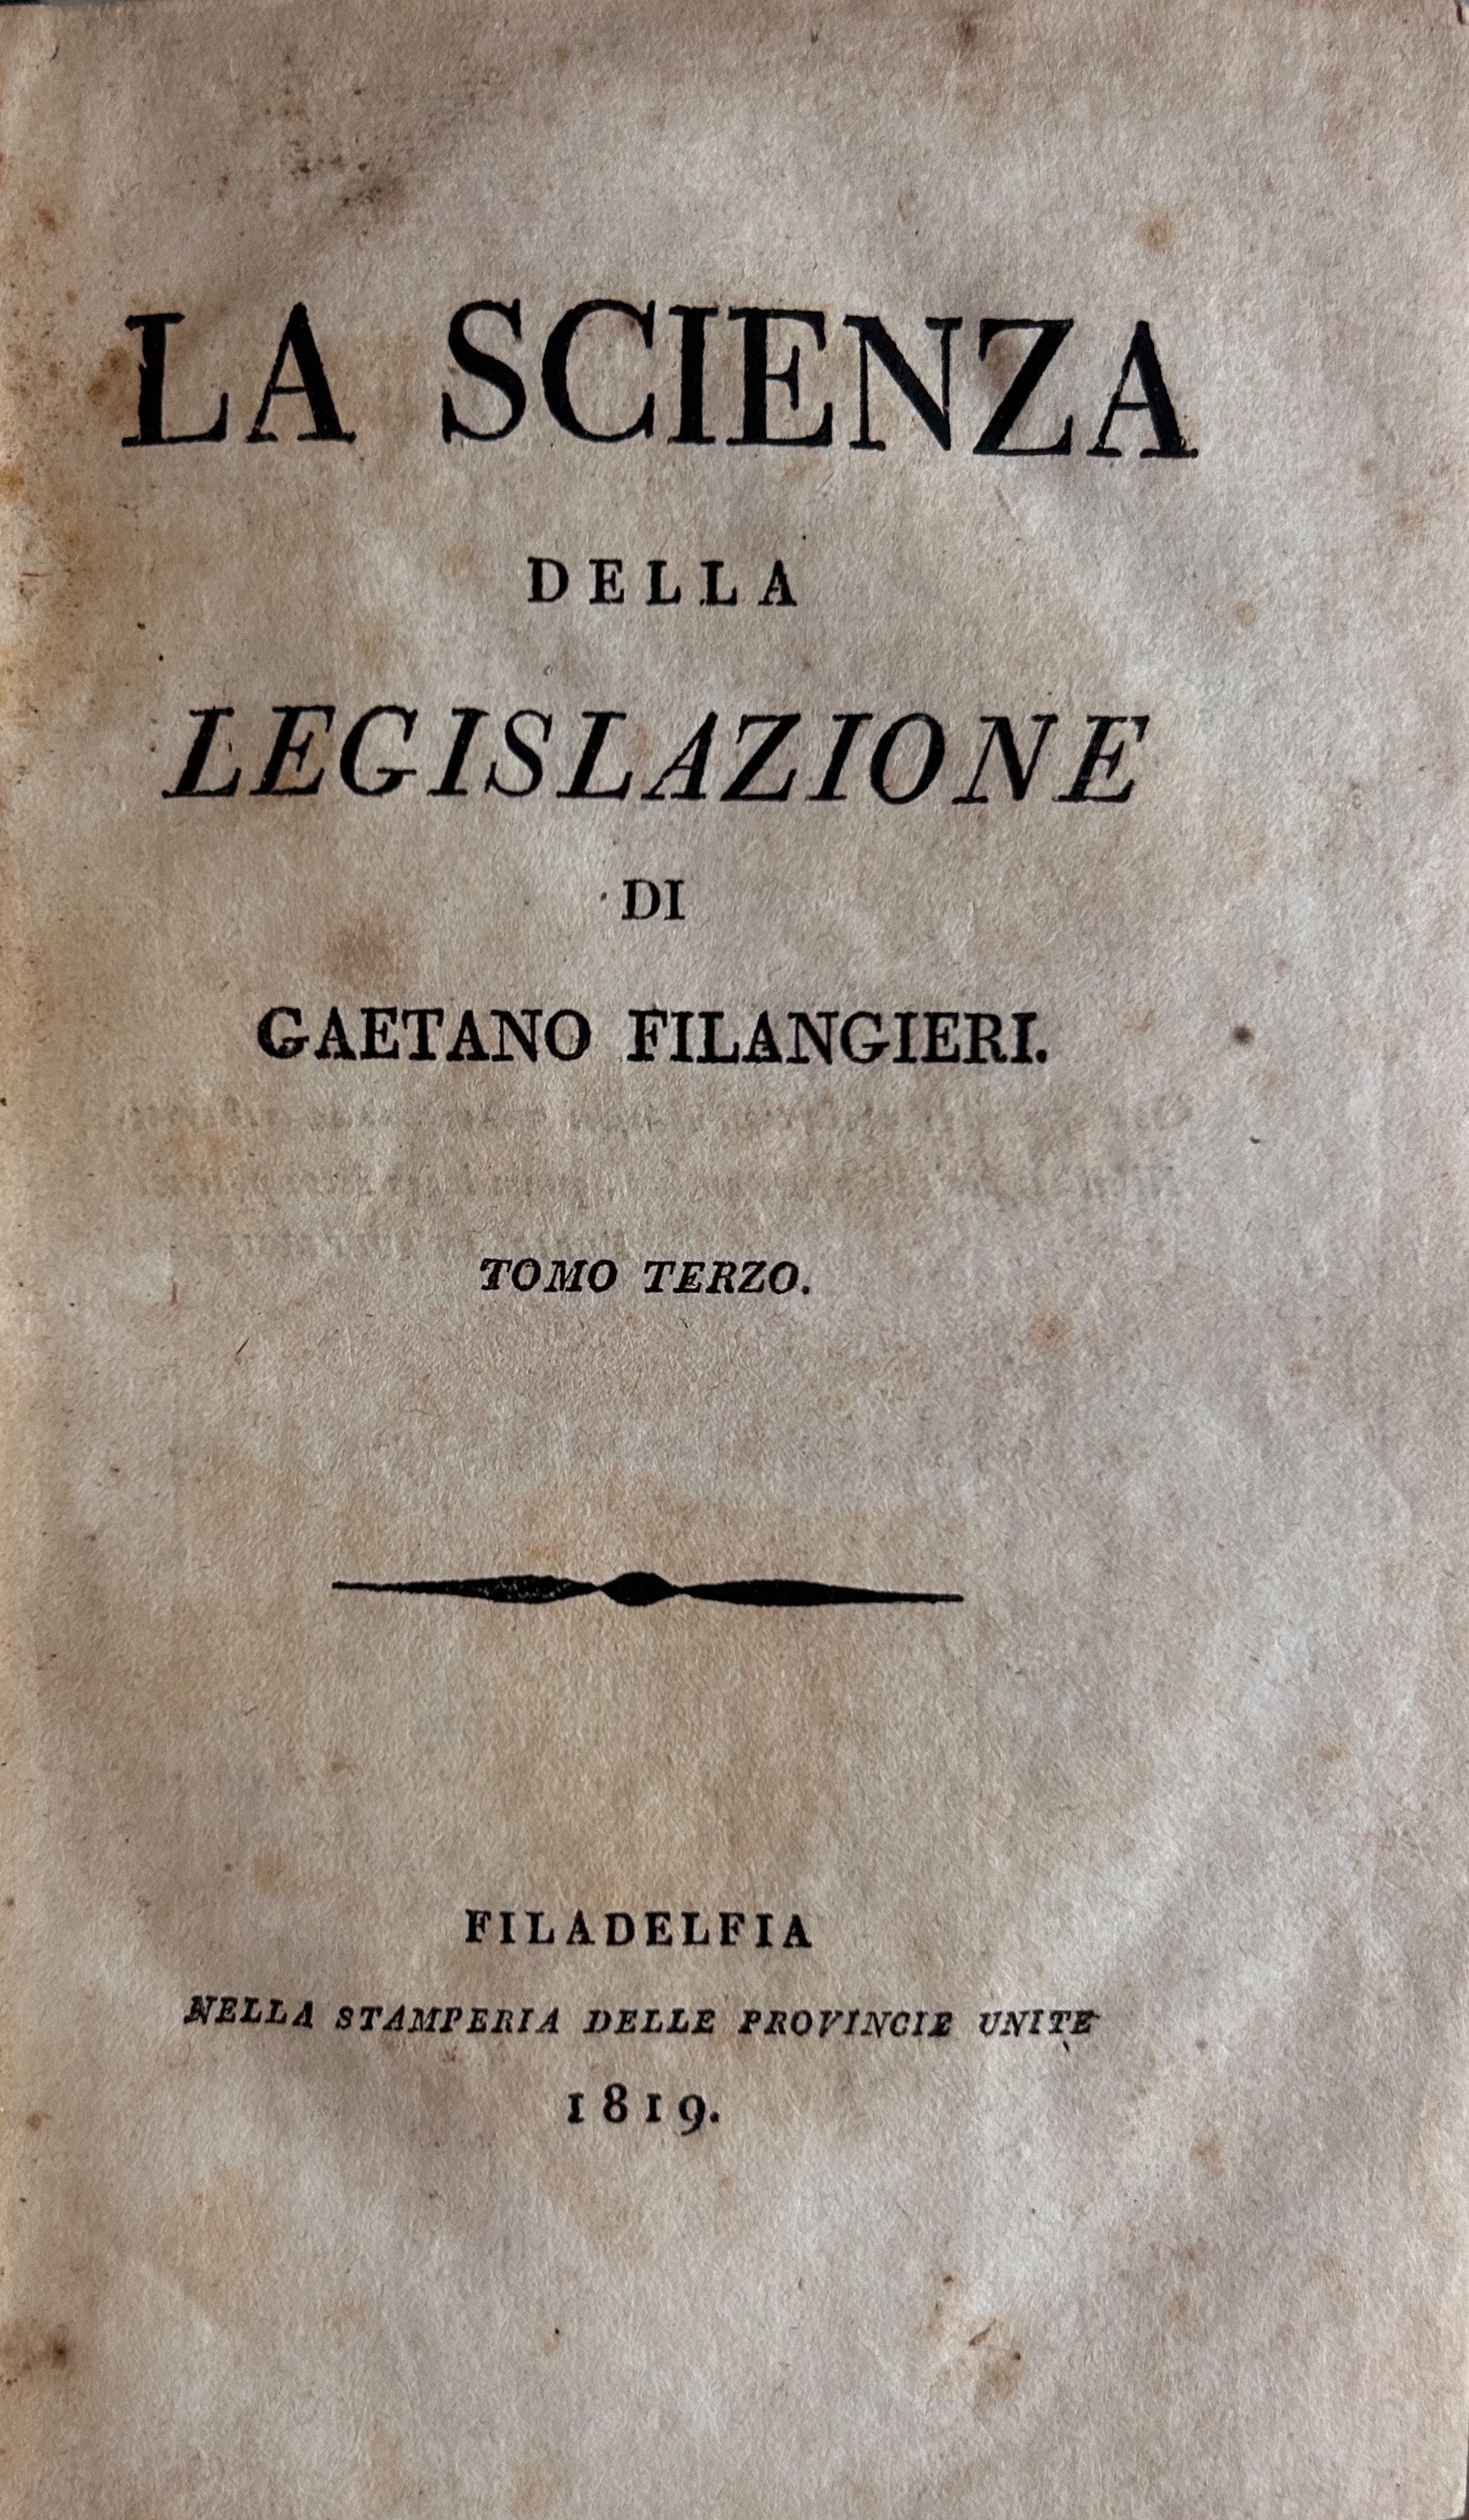 LA SCIENZA
DELLA
LEGISLAZIONE
DI
GAETANO FILANGIERI.
TOMO TERZO.
FILADELFIA
NELLA STAMPERIA DELLE PROVINCIE UNITE
1819.